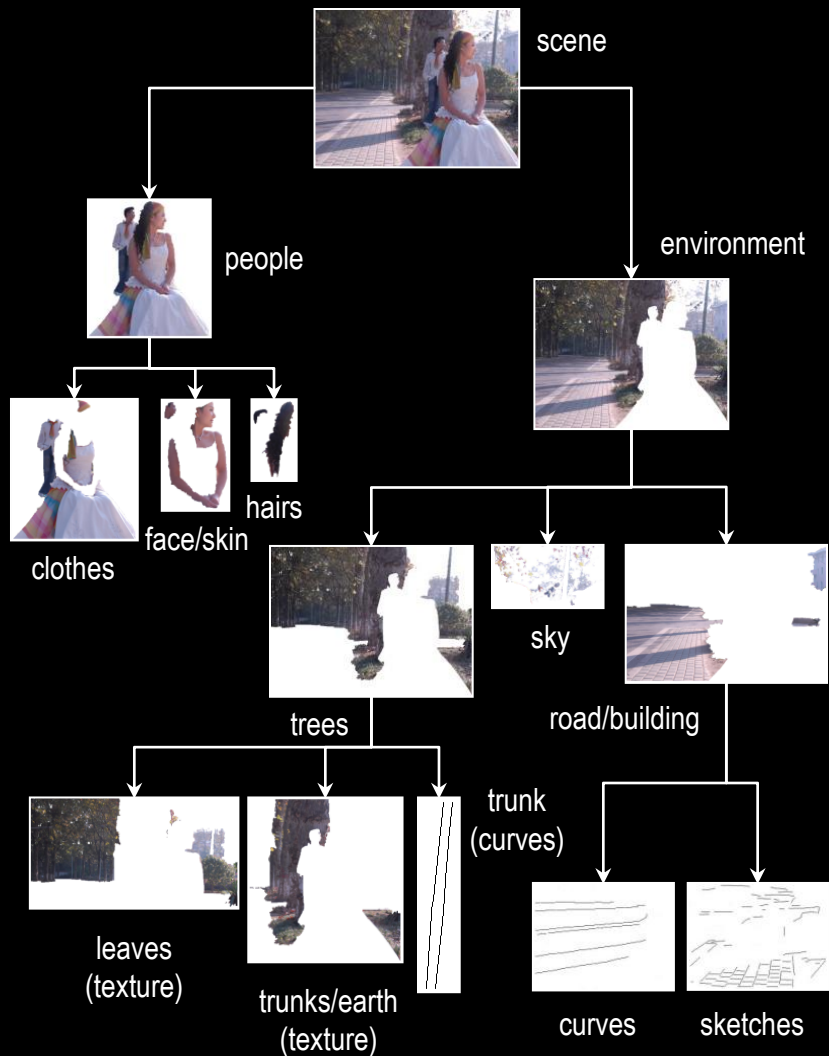 scene
people
environment
clothes
face/skin
hairs
trees
sky
road/building
leaves
(texture)
trunks/earth
(texture)
trunk
(curves)
curves
sketches